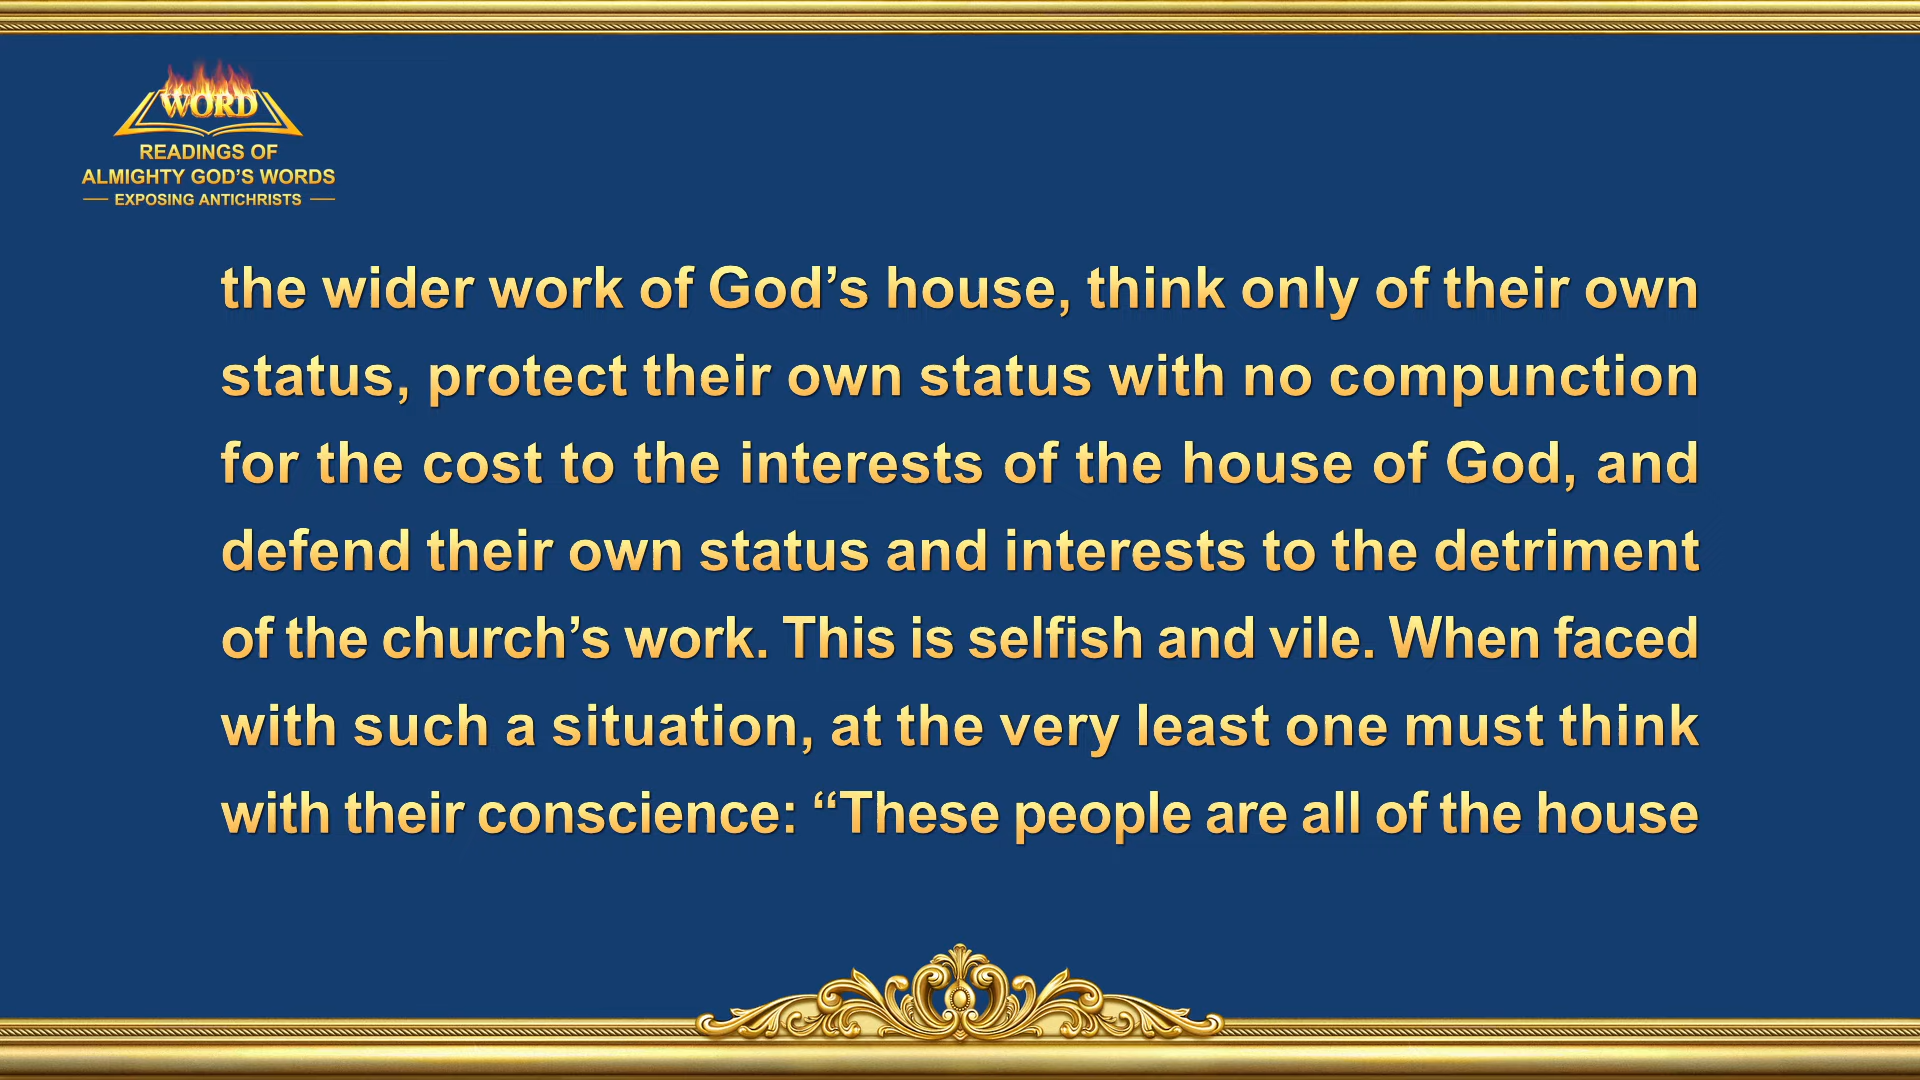 WORD
READINGS OF
ALMIGHTY GOD’S WORDS
EXPOSING ANTICHRISTS
the wider work of God’s house, think only of their own
status, protect their own status with no compunction
for the cost to the interests of the house of God, and
defend their own status and interests to the detriment
of the church’s work. This is selfish and vile. When faced
with such a situation, at the very least one must think
with their conscience: “These people are all of the house